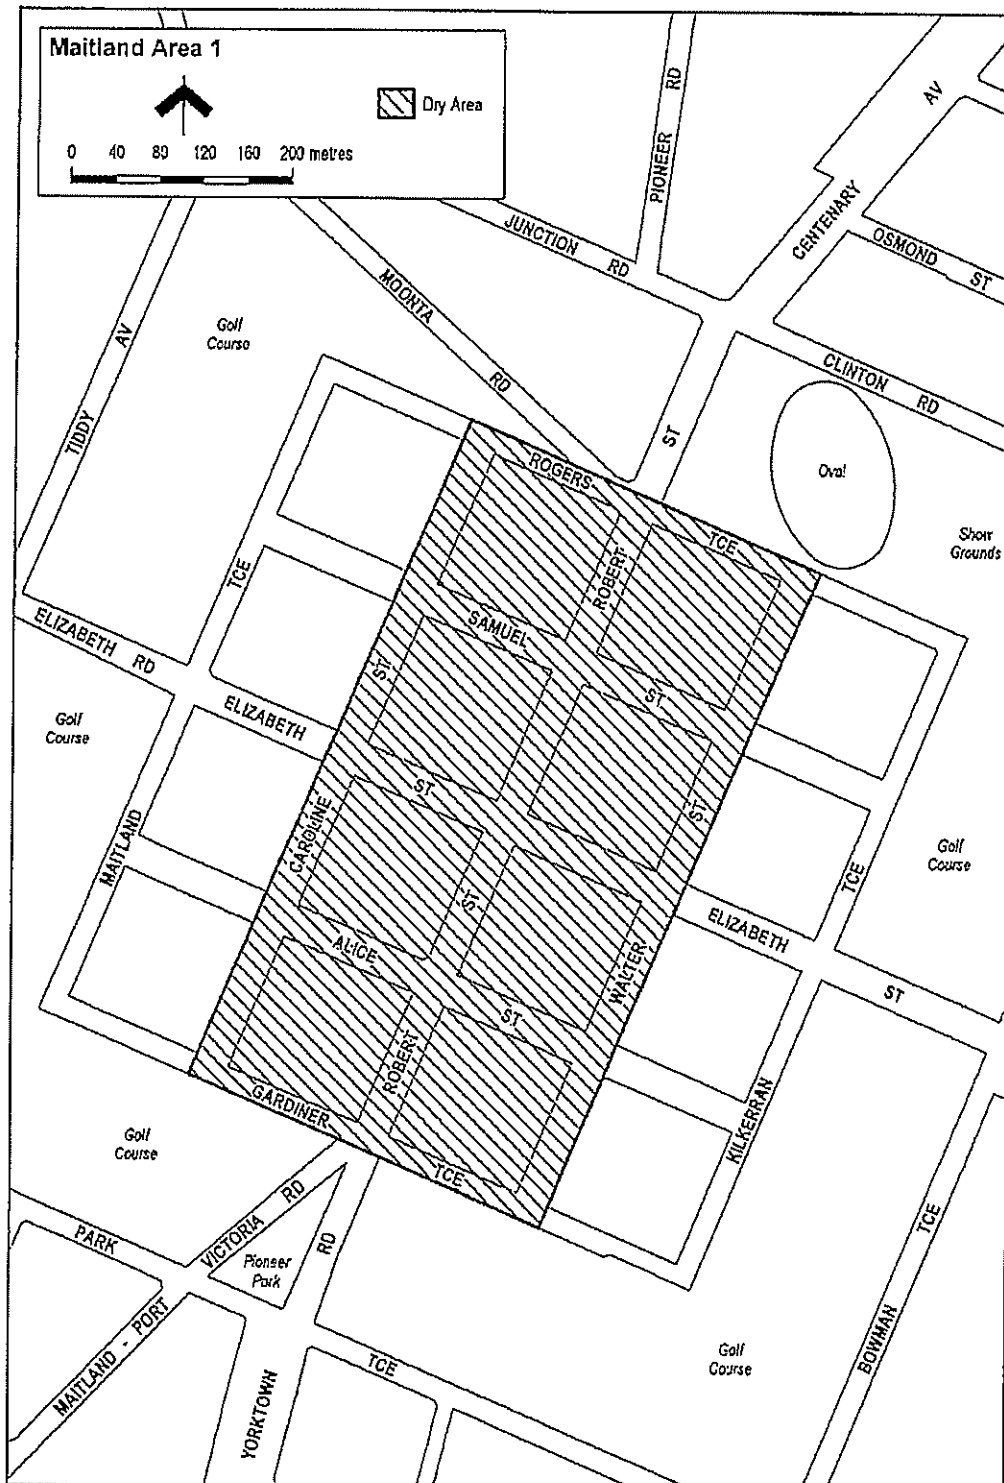 Maitland Area 1
Dry Area
0 40 80 120 160 200 metres
PIONEER RD
AV
CENTENARY
OSMOND ST
JUNCTION RD
MOONTA RD
Golf
Course
TIDDY AV
CLINTON RD
ST
Oval
Show
Grounds
ROGERS TCE
ROBERT
TCE
SAMUEL ST
ST
ELIZABETH RD
ELIZABETH ST
Golf
Course
CAROLINE
ST
MAITLAND
ST
TCE
Golf
Course
ELIZABETH ST
ALICE ST
WALTER
ROBERT
GARDINER TCE
KILKERRAN
Golf
Course
VICTORIA RD
RD
PARK
Pioneer
Park
MAITLAND - PORT
TCE
YORKTOWN
TCE
BOWMAN
Golf
Course